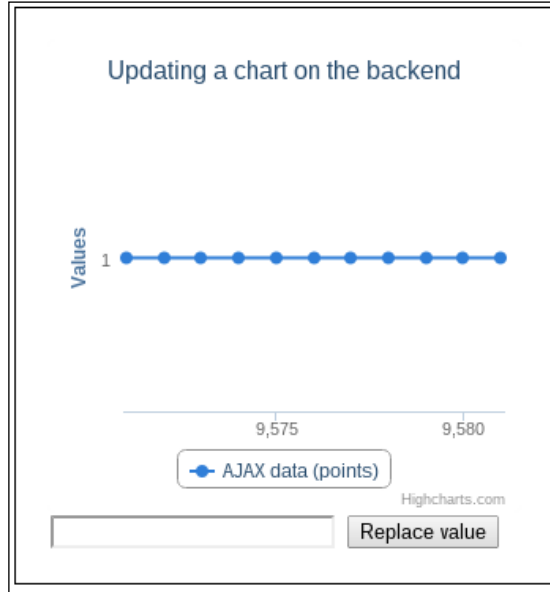 Updating a chart on the backend
Values
1
9,575
9,580
AJAX data (points)
Highcharts.com
Replace value